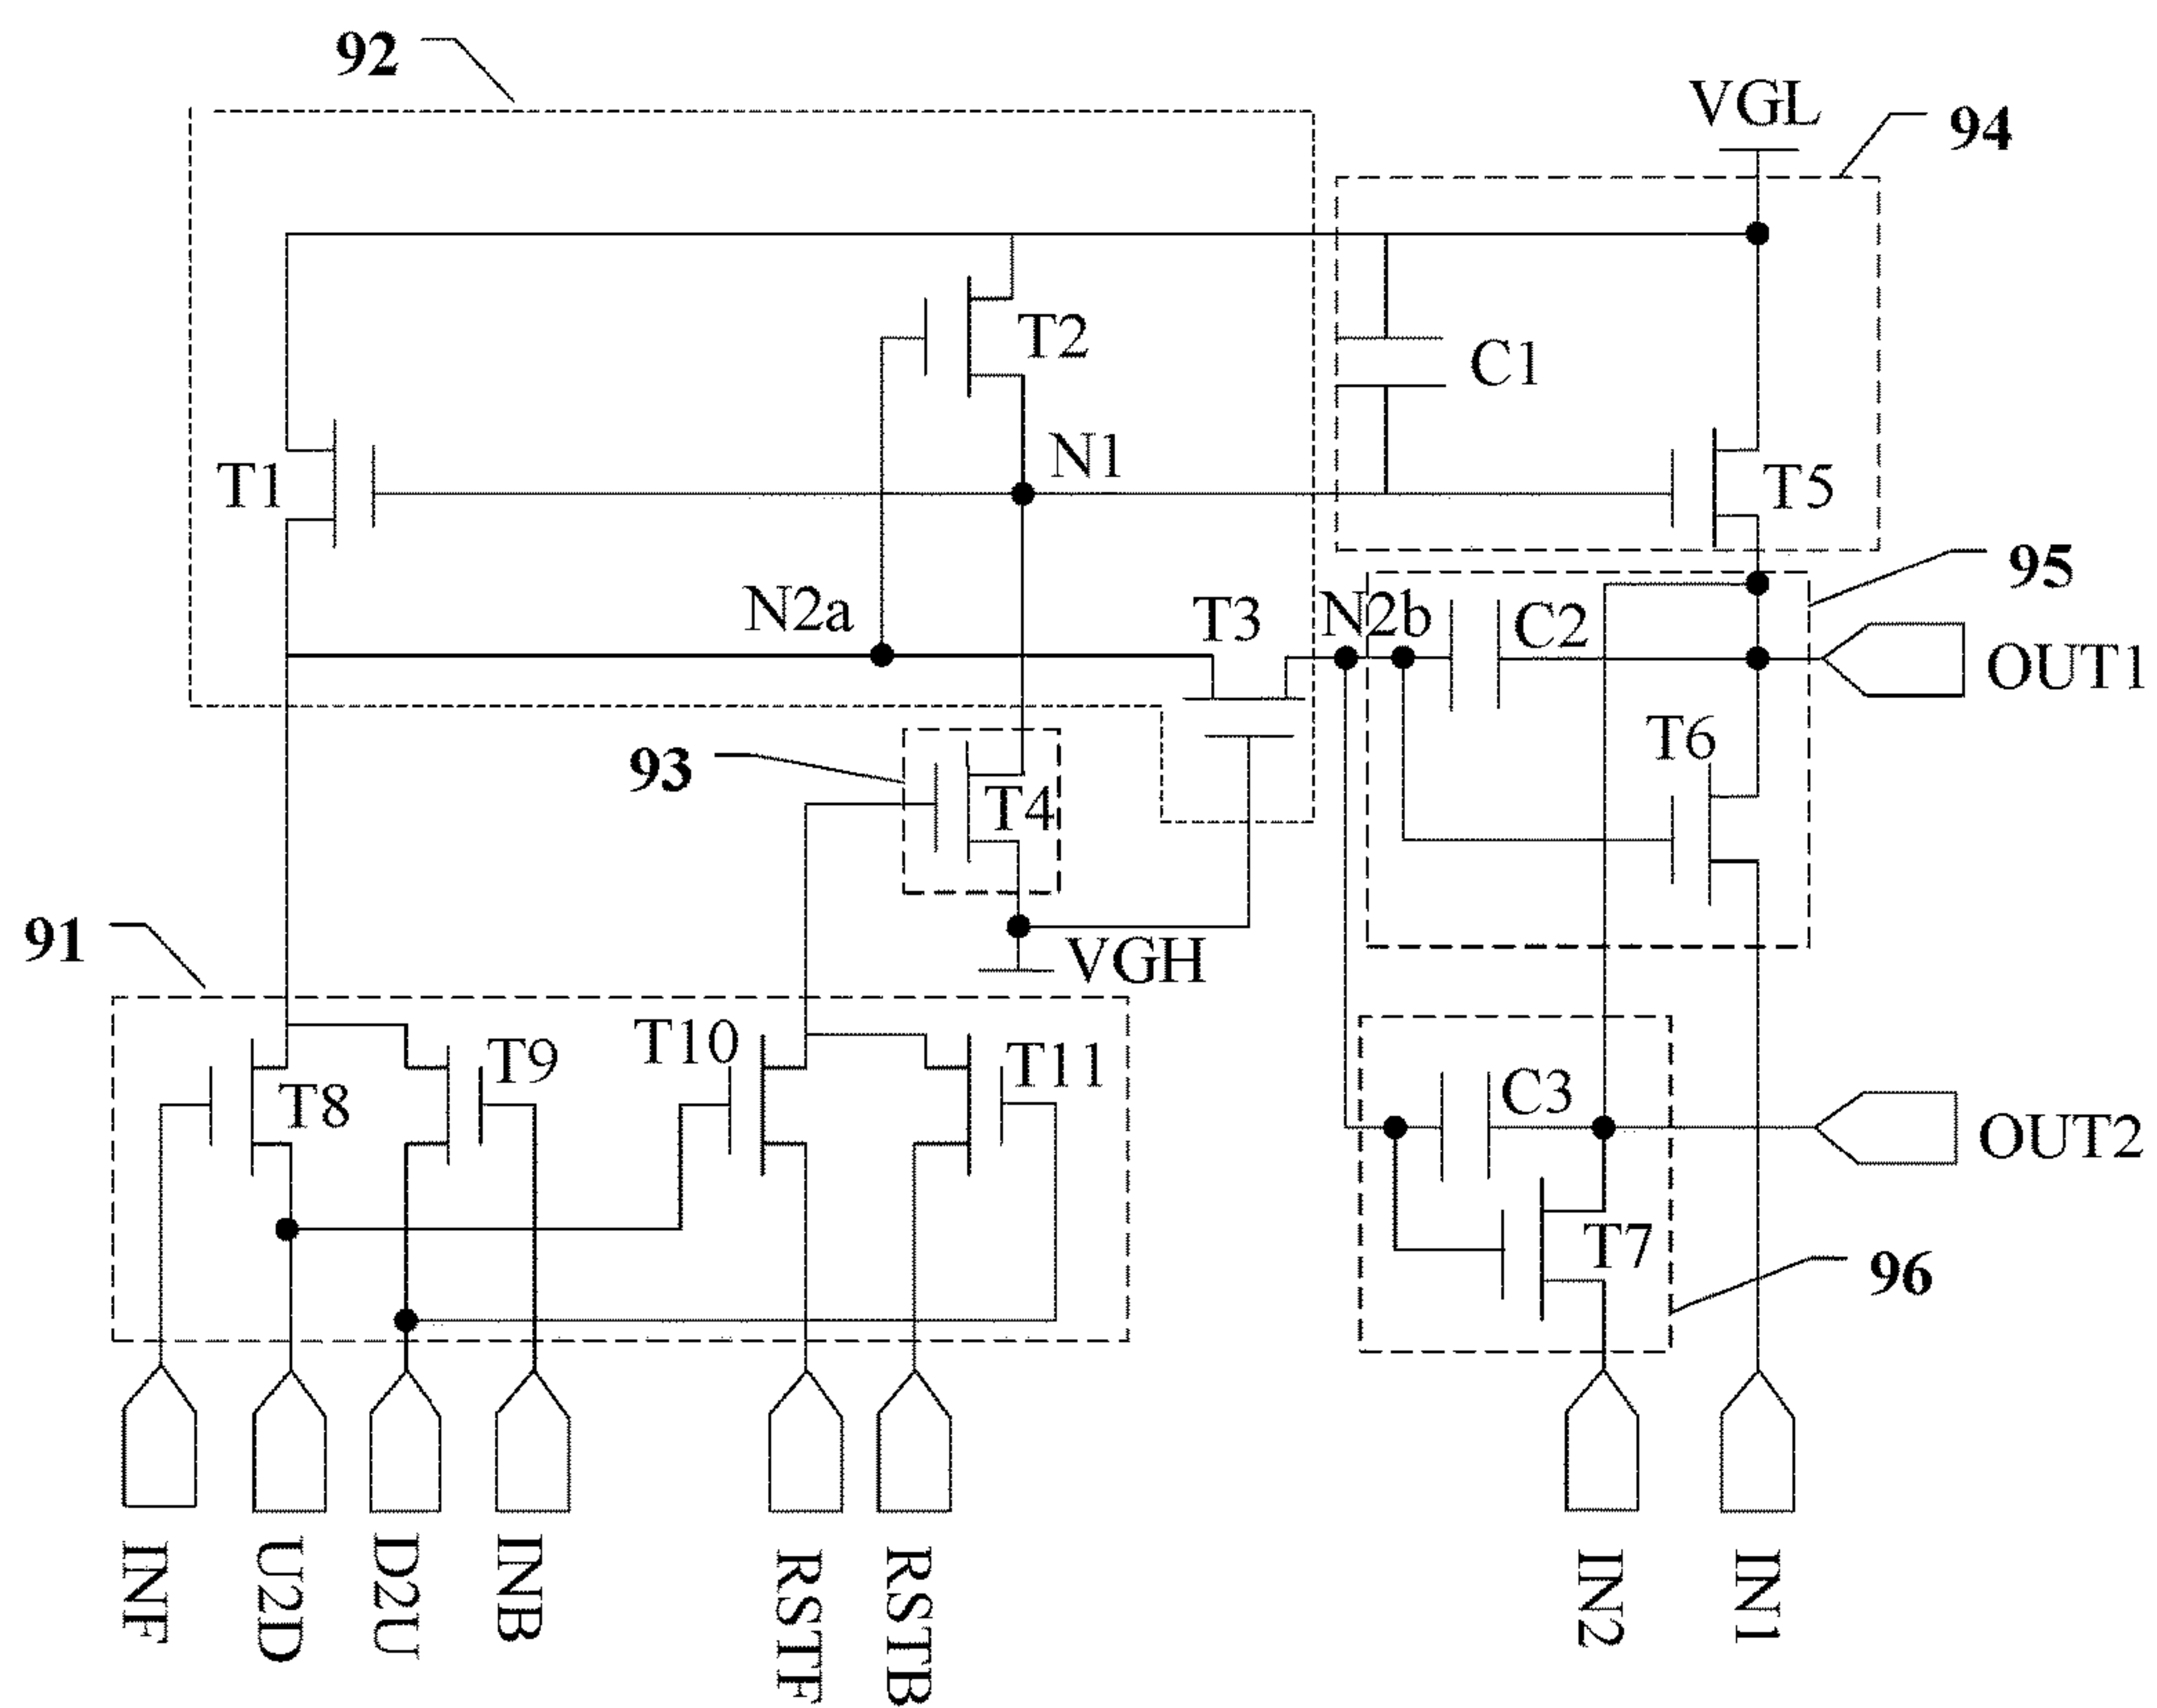 92
VGL
94
T2
C1
N1
T1
T5
95
N2a
T3
N2b
C2
OUT1
T6
93
T4
91
VGH
T10
T9
T11
T8
C3
OUT2
T7
96
INF
U2D
D2U
INB
RSTF
RSTB
IN2
IN1